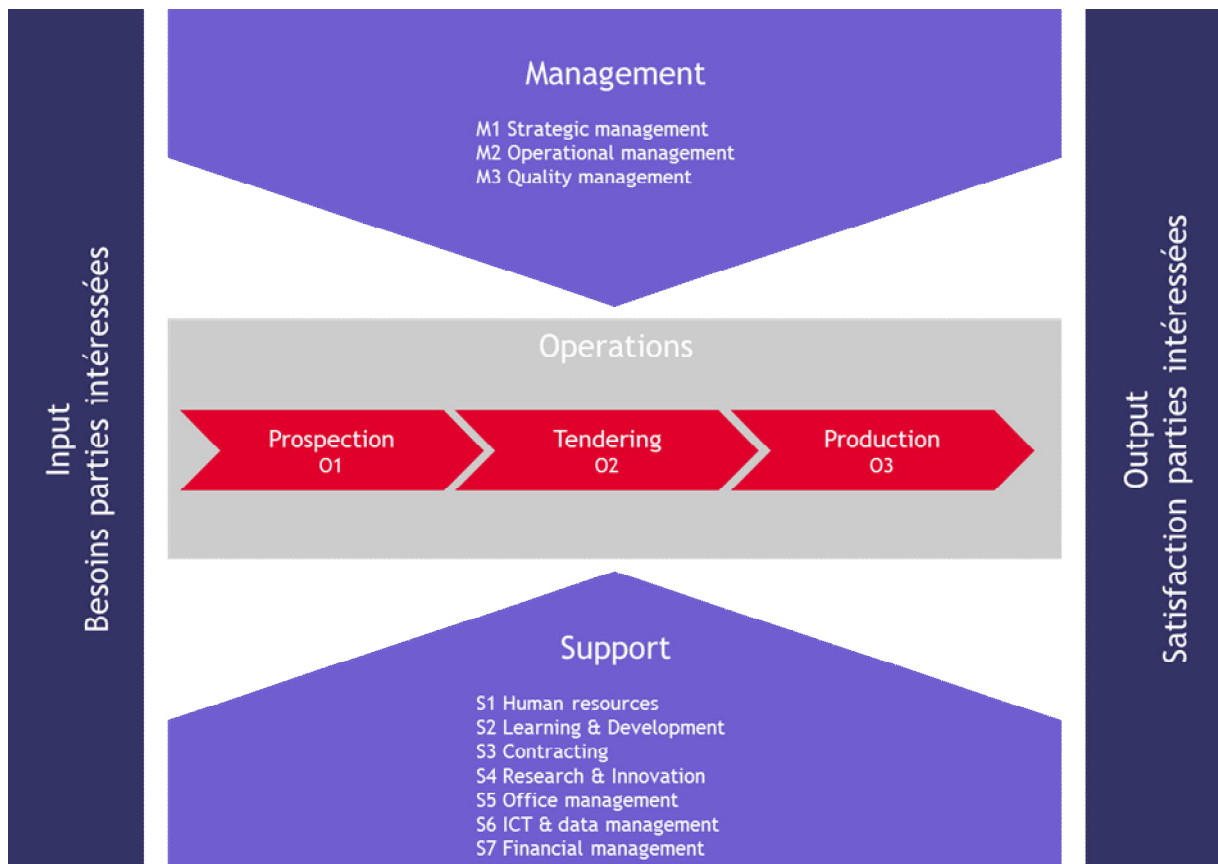 Input
Besoins parties intéressées
Management
M1 Strategic management
M2 Operational management
M3 Quality management
Operations
Prospection
O1
Tendering
O2
Production
O3
Support
S1 Human resources
S2 Learning & Development
S3 Contracting
S4 Research & Innovation
S5 Office management
S6 ICT & data management
S7 Financial management
Output
Satisfaction parties intéressées